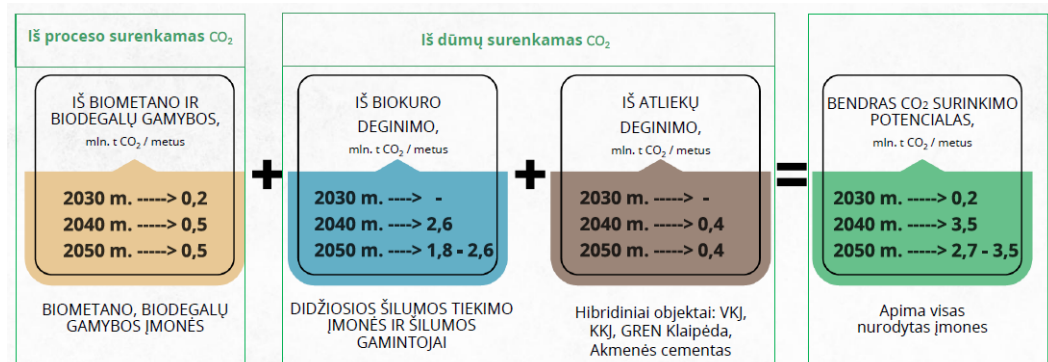 Iš proceso surenkamas CO₂
Iš dūmų surenkamas CO₂
IŠ BIOMETANO IR
BIODEGALŲ GAMYBOS,
mln. t CO₂ / metus
2030 m. -----> 0,2
2040 m. -----> 0,5
2050 m. -----> 0,5
BIOMETANO, BIODEGALŲ
GAMYBOS ĮMONĖS
+
IŠ BIOKURO
DEGINIMO,
mln. t CO₂ / metus
2030 m. ----> -
2040 m. ----> 2,6
2050 m. ----> 1,8 - 2,6
DIDŽIOSIOS ŠILUMOS TIEKIMO
ĮMONĖS IR ŠILUMOS
GAMINTOJAI
+
IŠ ATLIEKŲ
DEGINIMO,
mln. t CO₂ / metus
2030 m. ----> -
2040 m. ----> 0,4
2050 m. ----> 0,4
Hibridiniai objektai: VKJ,
KKJ, GREN Klaipėda,
Akmenės cementas
=
BENDRAS CO₂ SURINKIMO
POTENCIALAS,
mln. t CO₂ / metus
2030 m. ----> 0,2
2040 m. ----> 3,5
2050 m. ----> 2,7 - 3,5
Apima visas
nurodytas įmones